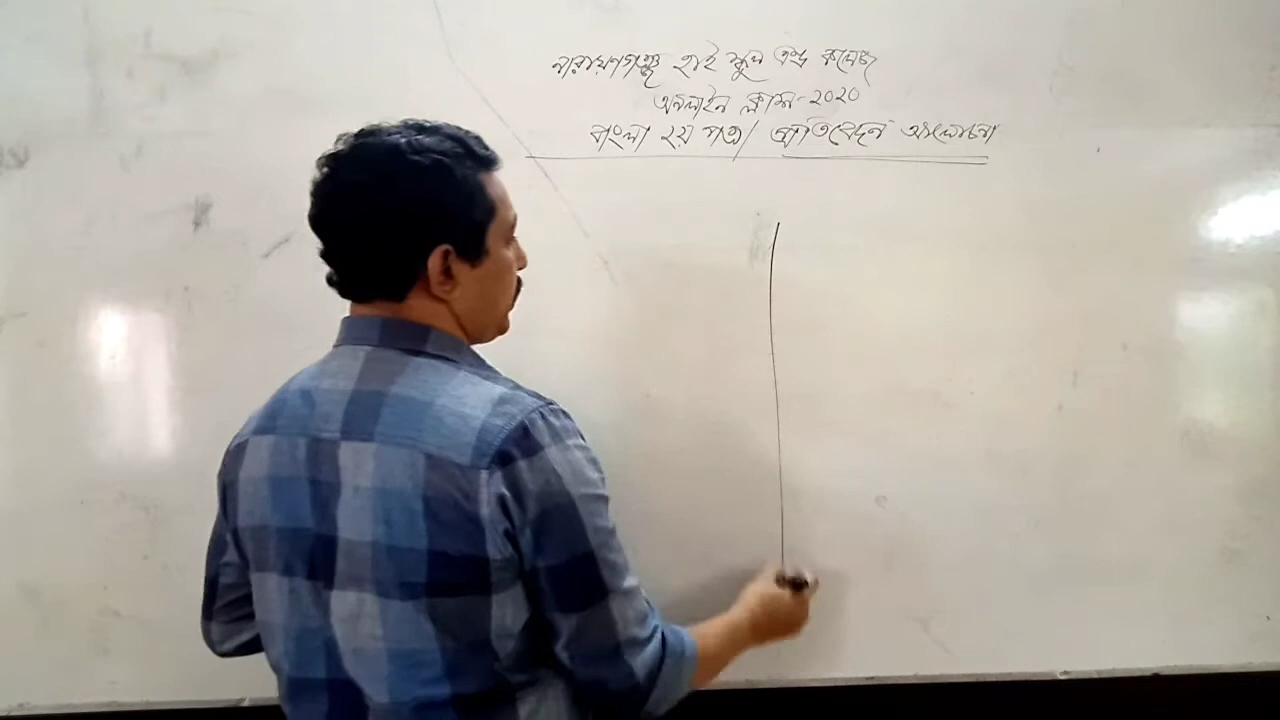 নারায়ণগঞ্জ হাই স্কুল এন্ড কলেজ
অনলাইন ক্লাশ-২০২০
বাংলা ২য় পত্র/ প্রতিবেদন আলোচনা